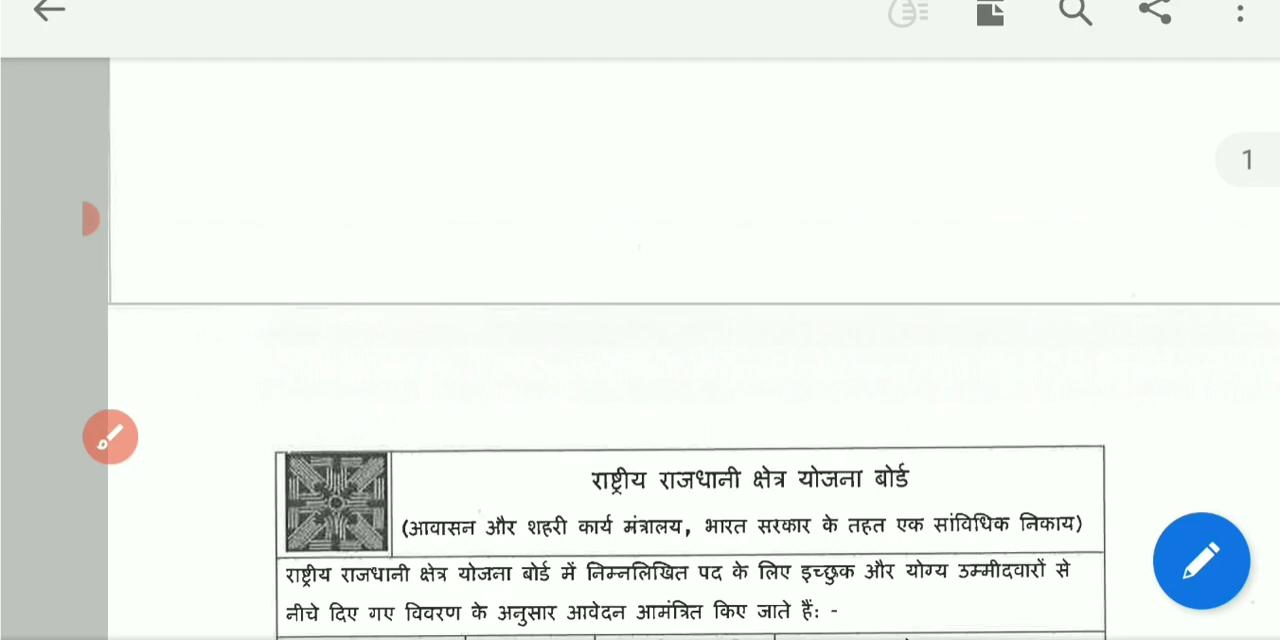 1
राष्ट्रीय राजधानी क्षेत्र योजना बोर्ड
(आवासन और शहरी कार्य मंत्रालय, भारत सरकार के तहत एक सांविधिक निकाय)
राष्ट्रीय राजधानी क्षेत्र योजना बोर्ड में निम्नलिखित पद के लिए इच्छुक और योग्य उम्मीदवारों से
नीचे दिए गए विवरण के अनुसार आवेदन आमंत्रित किए जाते हैं: -